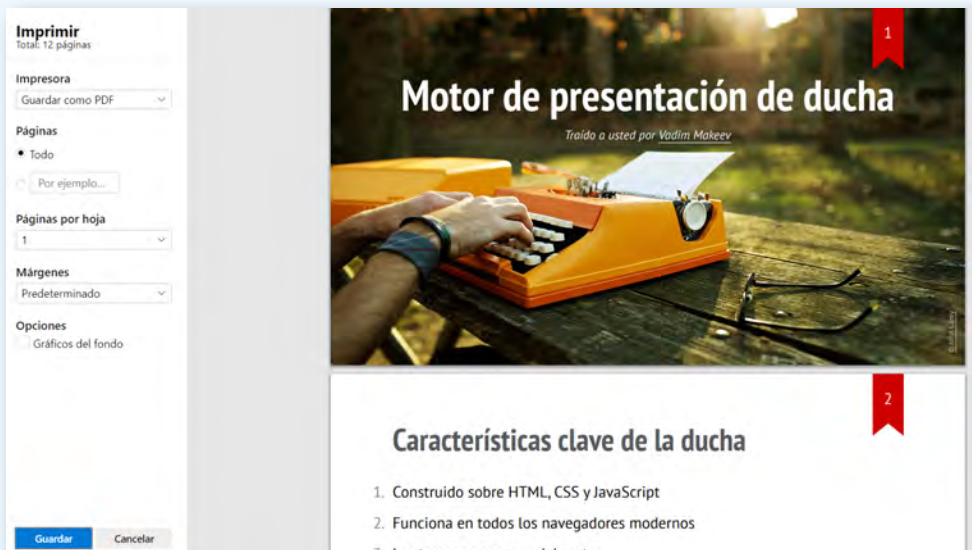 Imprimir
Total: 12 páginas
Impresora
Guardar como PDF
Páginas
Todo
Por ejemplo...
Páginas por hoja
1
Márgenes
Predeterminado
Opciones
Gráficos del fondo
Guardar
Cancelar
1
Motor de presentación de ducha
Traído a usted por Vadim Makeev
2
Características clave de la ducha
1. Construido sobre HTML, CSS y JavaScript
2. Funciona en todos los navegadores modernos